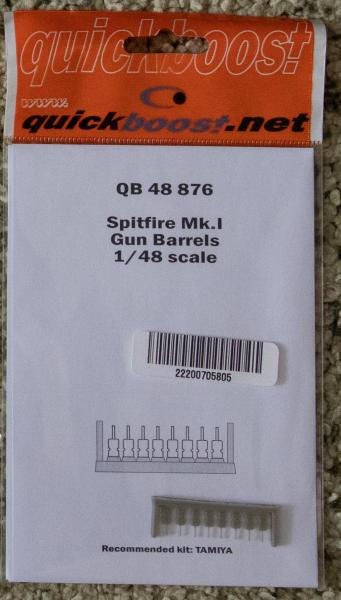 quickboost
www.
quickboost.net
QB 48 876
Spitfire Mk.I
Gun Barrels
1/48 scale
22200705805
Recommended kit: TAMIYA